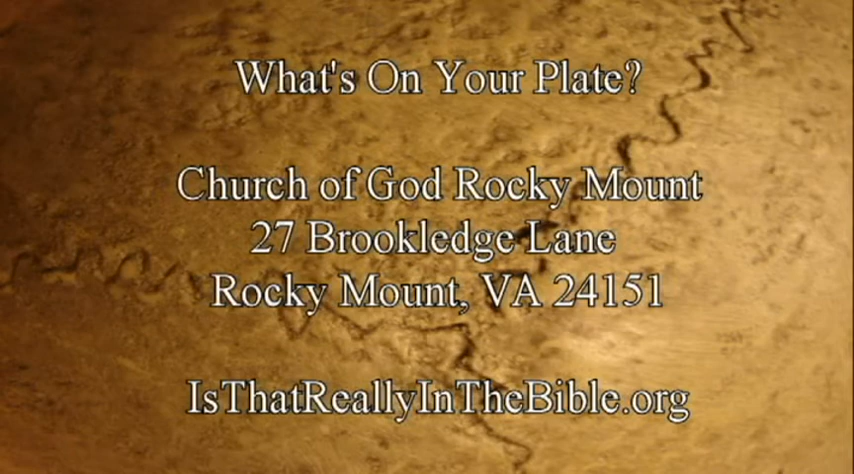 What's On Your Plate?
Church of God Rocky Mount
27 Brookledge Lane
Rocky Mount, VA 24151
IsThatReallyInTheBible.org